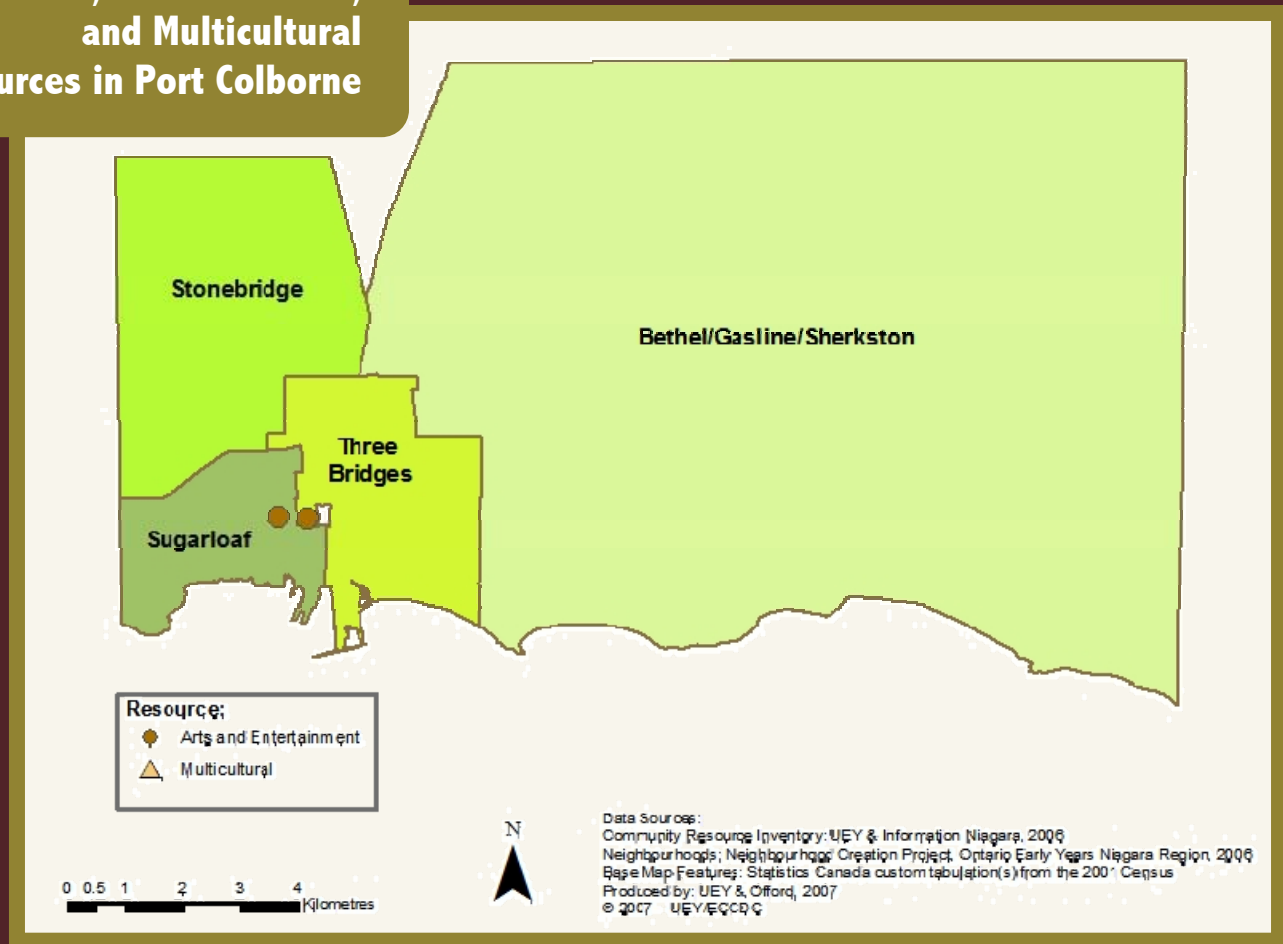 and Multicultural
urces in Port Colborne
Stonebridge
Bethel/Gasline/Sherkston
Three
Bridges
Sugarloaf
Resource;
Arts and Entertainment
Multicultural
N
0 0.5 1 2 3 4
Kilometres
Data Sources:
Community Resource Inventory: UEY & Information Niagara, 2006
Neighbourhoods; Neighbourhood Creation Project, Ontario Early Years Niagara Region, 2006
Base Map Features: Statistics Canada custom tabulation(s) from the 2001 Census
Produced by: UEY & Offord, 2007
© 2007 UEY/ECCDC